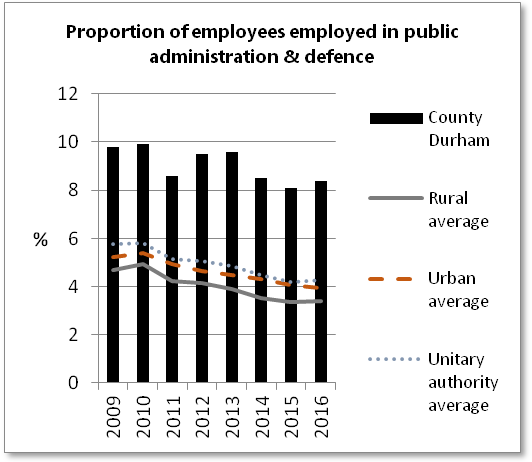 Proportion of employees employed in public
administration & defence
12
10
8
6
4
2
0
%
2009
2010
2011
2012
2013
2014
2015
2016
County
Durham
Rural
average
Urban
average
Unitary
authority
average